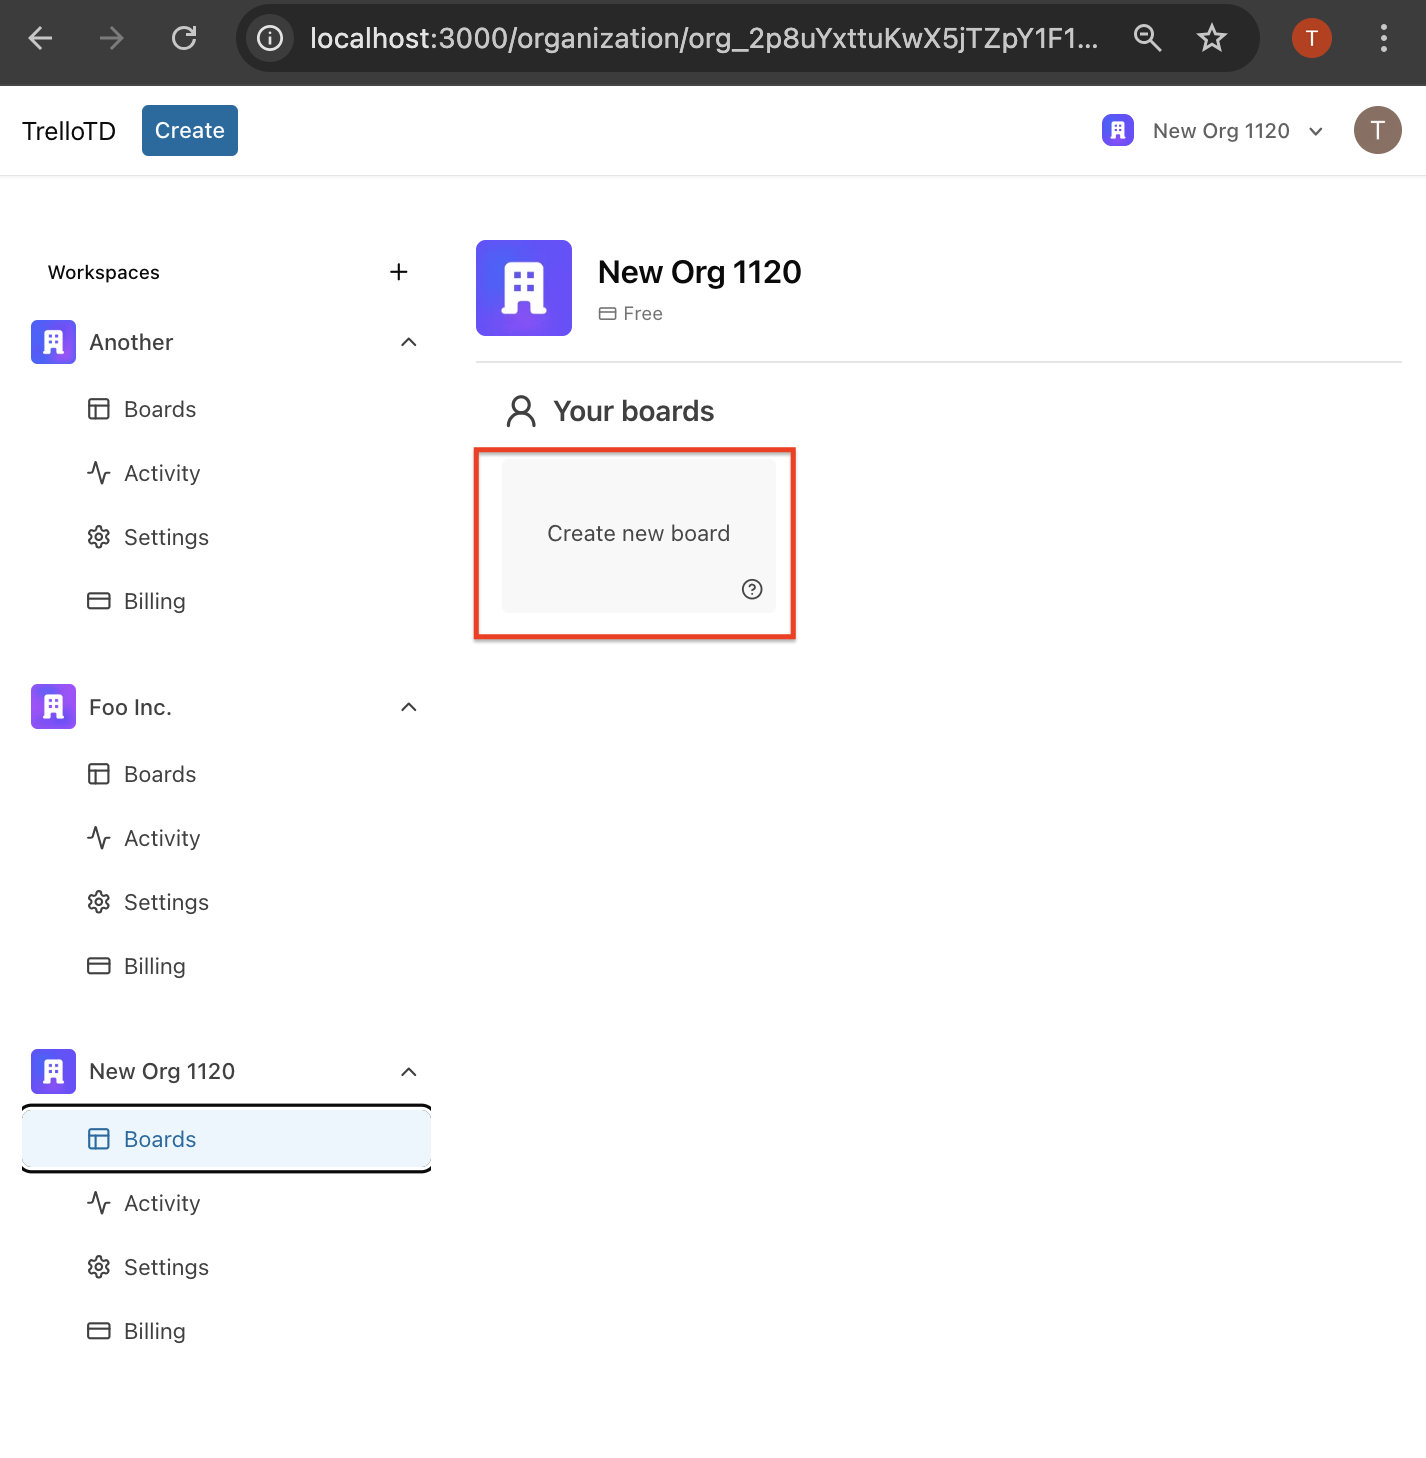 localhost:3000/organization/org_2p8uYxttuKwX5jTZpY1F1...
T
TrelloTD
Create
New Org 1120
T
Workspaces
Another
Boards
Activity
Settings
Billing
Foo Inc.
Boards
Activity
Settings
Billing
New Org 1120
Boards
Activity
Settings
Billing
New Org 1120
Free
Your boards
Create new board